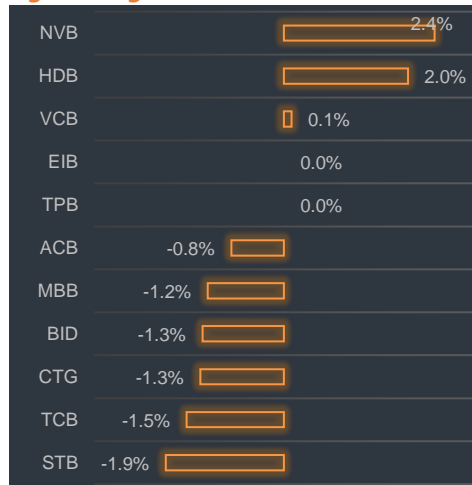 NVB 2.4%
HDB 2.0%
VCB 0.1%
EIB 0.0%
TPB 0.0%
ACB -0.8%
MBB -1.2%
BID -1.3%
CTG -1.3%
TCB -1.5%
STB -1.9%